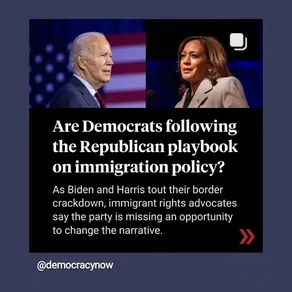 Are Democrats following
the Republican playbook
on immigration policy?
As Biden and Harris tout their border
crackdown, immigrant rights advocates
say the party is missing an opportunity
to change the narrative.
@democracynow